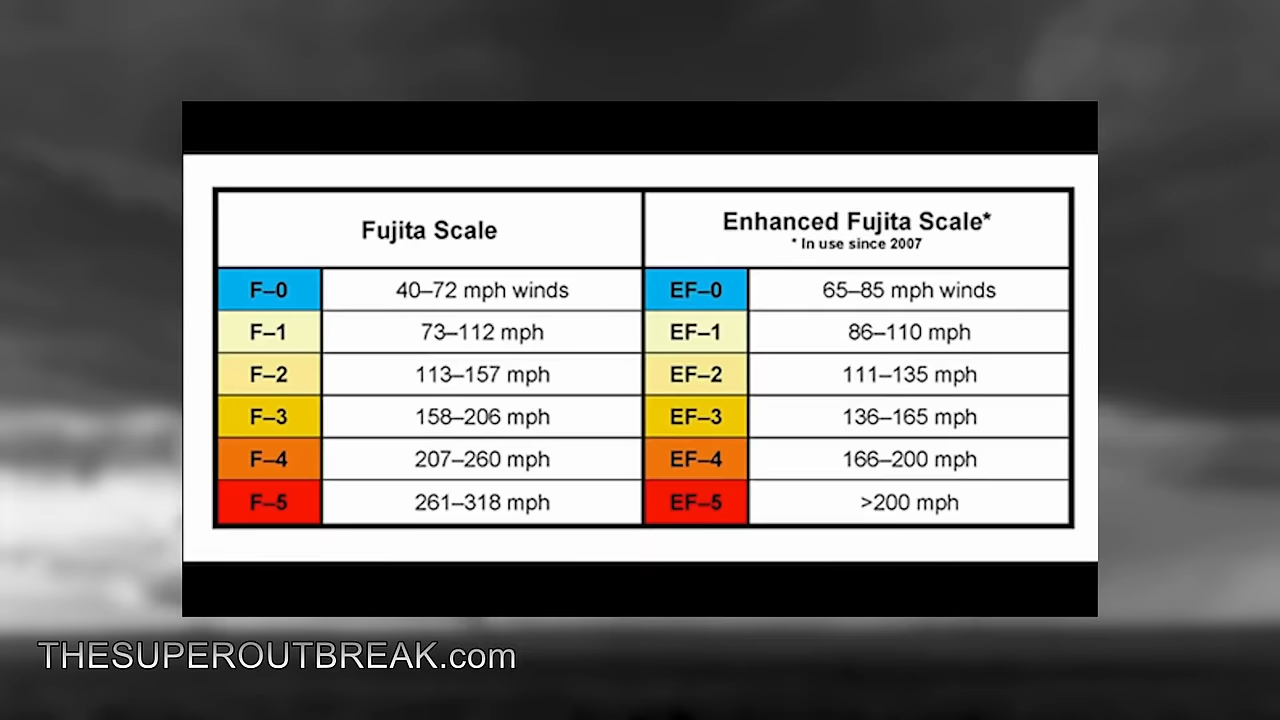 Fujita Scale
Enhanced Fujita Scale*
* In use since 2007
F–0 40–72 mph winds EF–0 65–85 mph winds
F–1 73–112 mph EF–1 86–110 mph
F–2 113–157 mph EF–2 111–135 mph
F–3 158–206 mph EF–3 136–165 mph
F–4 207–260 mph EF–4 166–200 mph
F–5 261–318 mph EF–5 >200 mph
THESUPEROUTBREAK.com